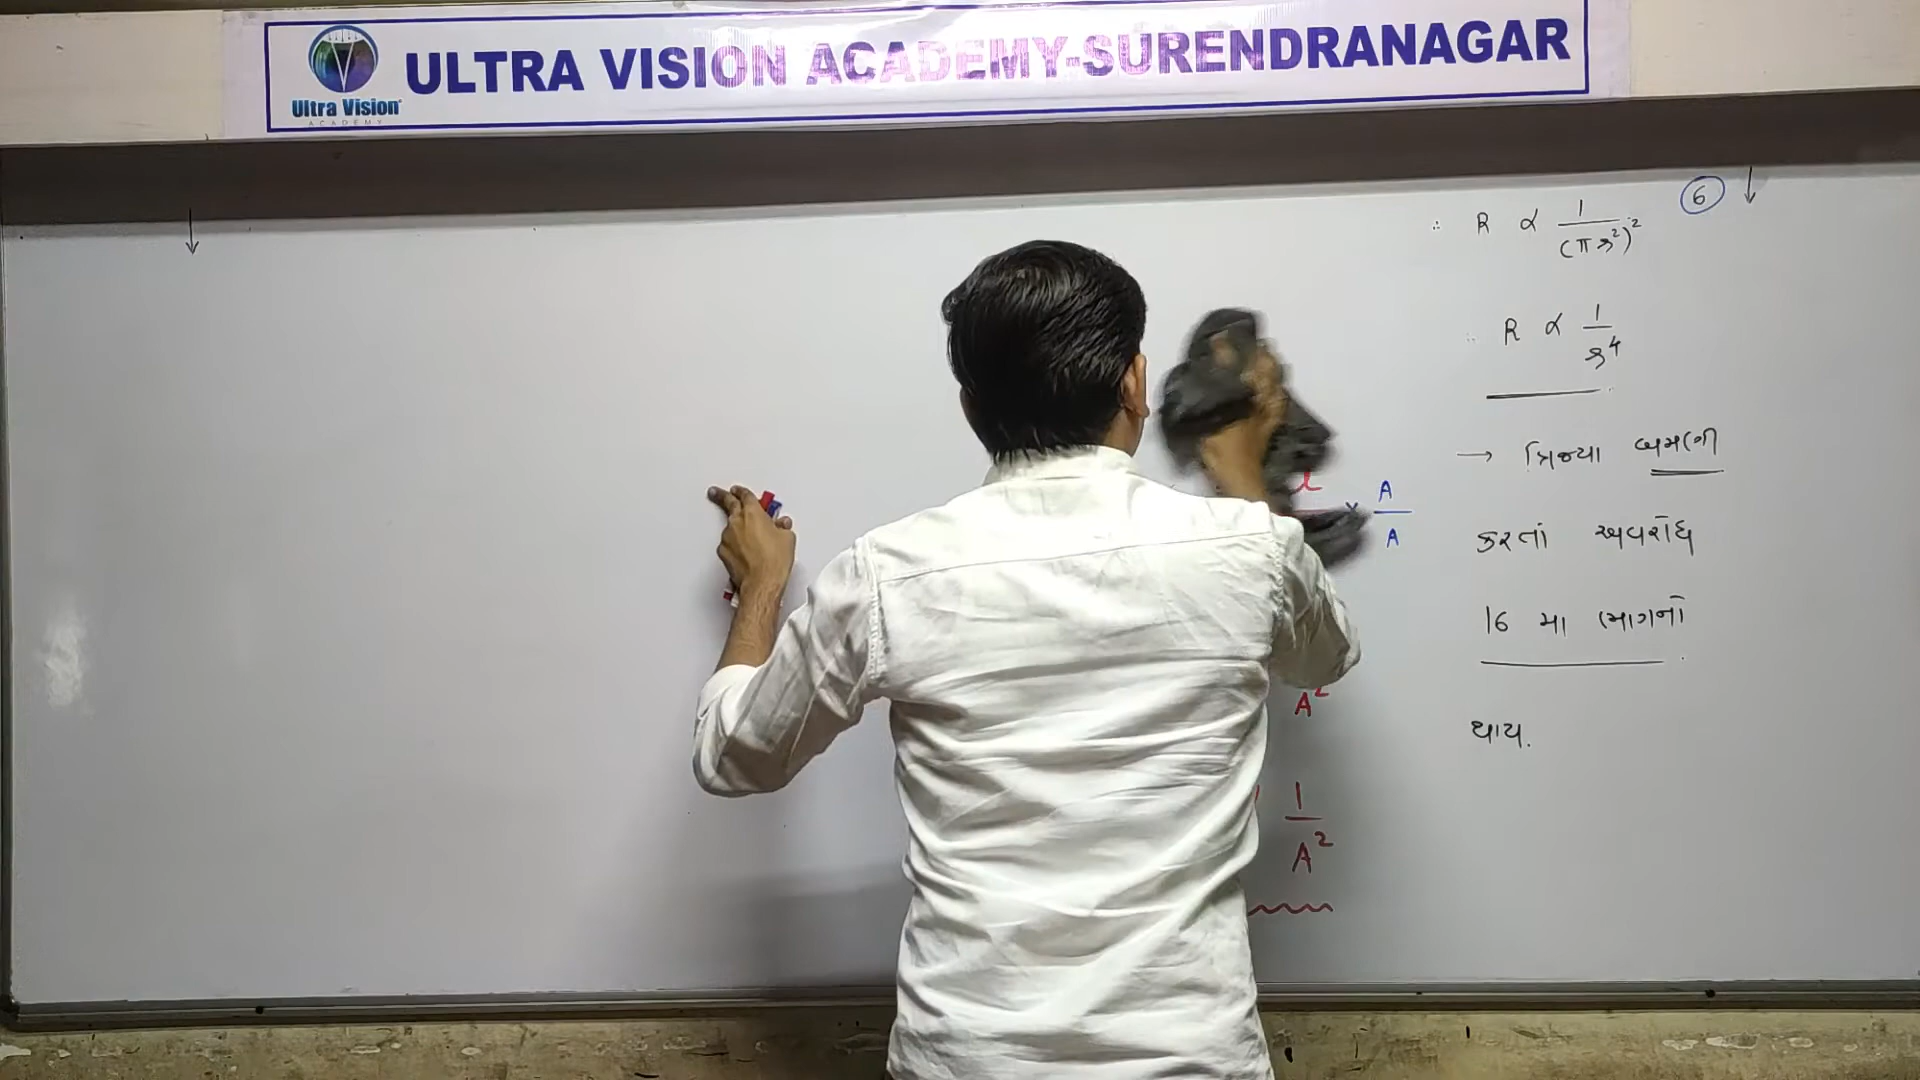 ULTRA VISION ACADEMY-SURENDRANAGAR
Ultra Vision
ACADEMY
6
∴ R ∝ 1/(πr²)²
∴ R ∝ 1/r⁴
→ ત્રિજ્યા બમણી
કરતાં અવરોધ
16 મા ભાગનો
થાય.
l × A/A
A²
1/A²